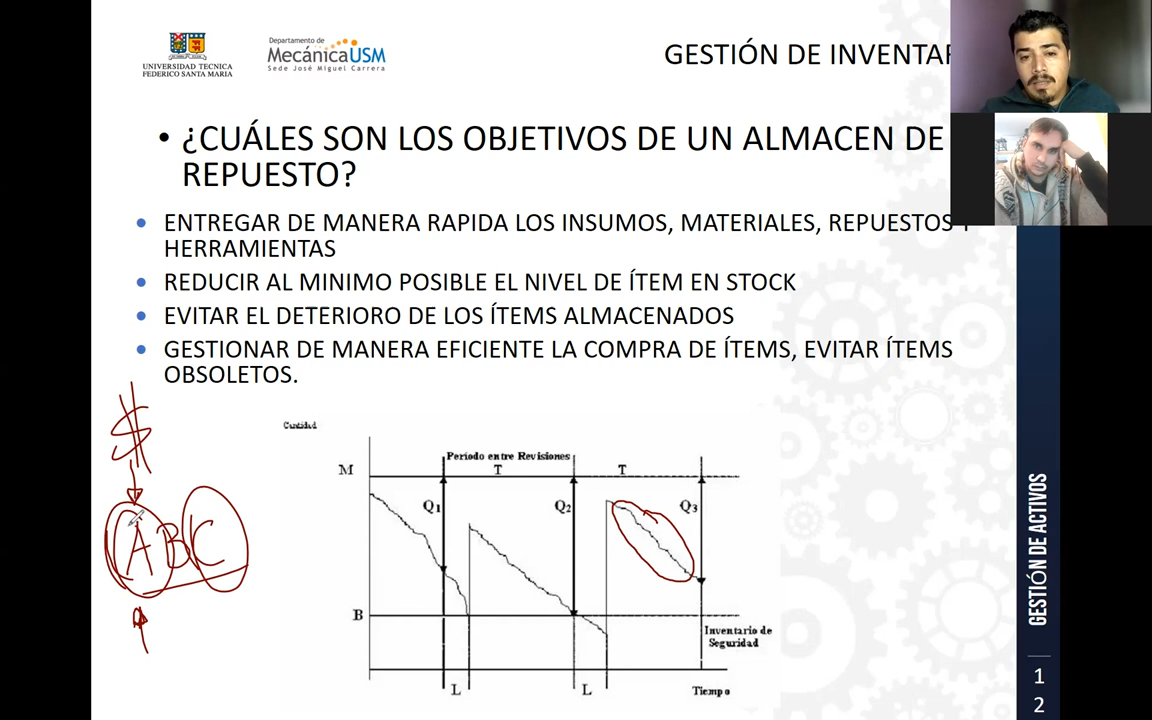 UNIVERSIDAD TECNICA
FEDERICO SANTA MARIA
Departamento de
MecánicaUSM
Sede José Miguel Carrera
GESTIÓN DE INVENTAR
• ¿CUÁLES SON LOS OBJETIVOS DE UN ALMACEN DE
REPUESTO?
• ENTREGAR DE MANERA RAPIDA LOS INSUMOS, MATERIALES, REPUESTOS Y
HERRAMIENTAS
• REDUCIR AL MINIMO POSIBLE EL NIVEL DE ÍTEM EN STOCK
• EVITAR EL DETERIORO DE LOS ÍTEMS ALMACENADOS
• GESTIONAR DE MANERA EFICIENTE LA COMPRA DE ÍTEMS, EVITAR ÍTEMS
OBSOLETOS.
$
ABC
Cantidad
Período entre Revisiones
M
T
T
Q1
Q2
Q3
B
Inventario de
Seguridad
L
L
Tiempo
GESTIÓN DE ACTIVOS
1
2